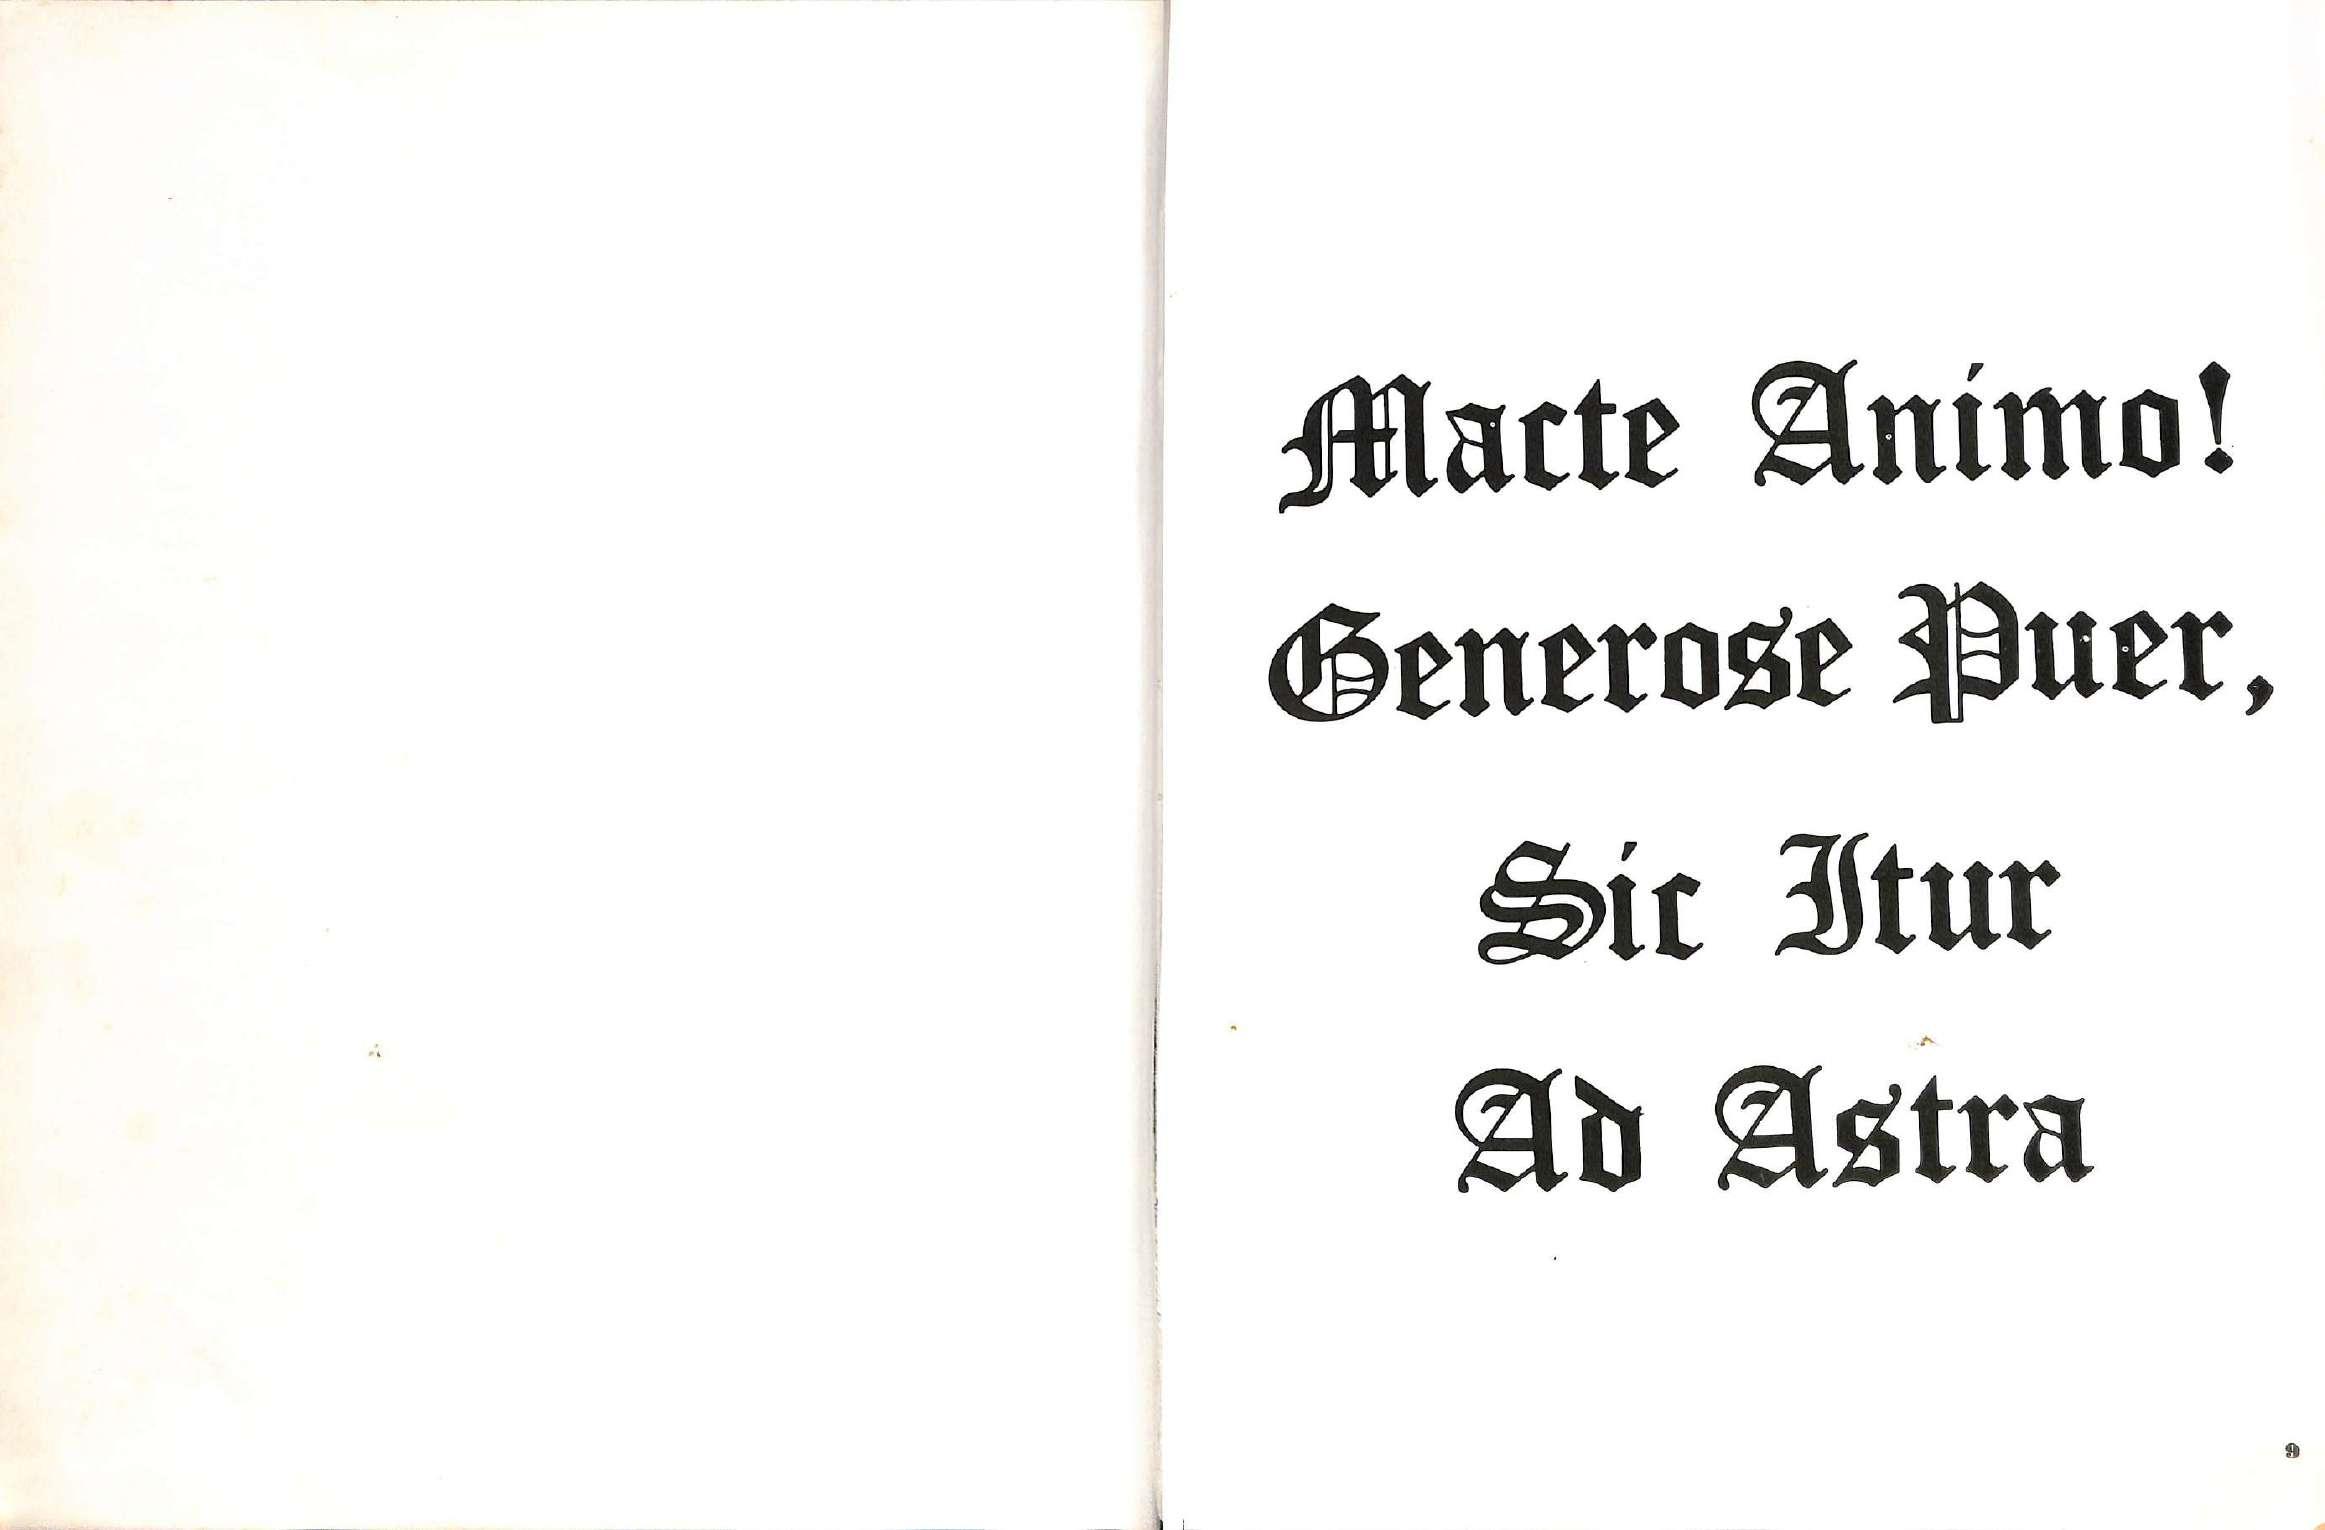 Macte Animo!
Generose Puer,
Sic Itur
Ad Astra
9